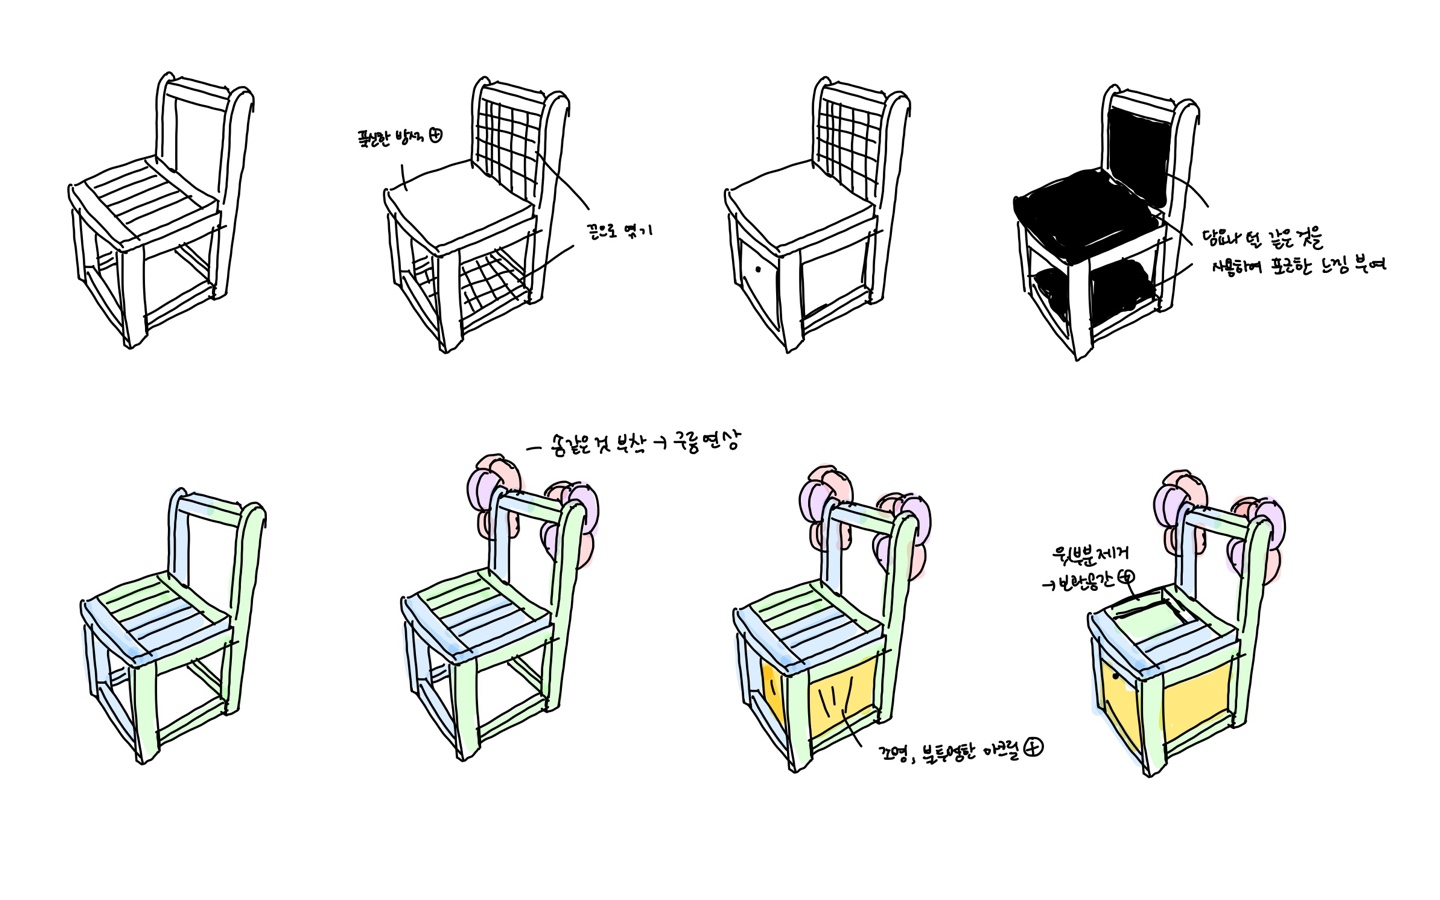 푹신한 방석 ⊕
끈으로 엮기
담요나 털 같은 것을
사용하여 포근한 느낌 부여
— 솜같은 것 부착 → 구름 연상
조명, 불투명한 아크릴 ⊕
윗부분 제거
→ 보관공간 ⊕